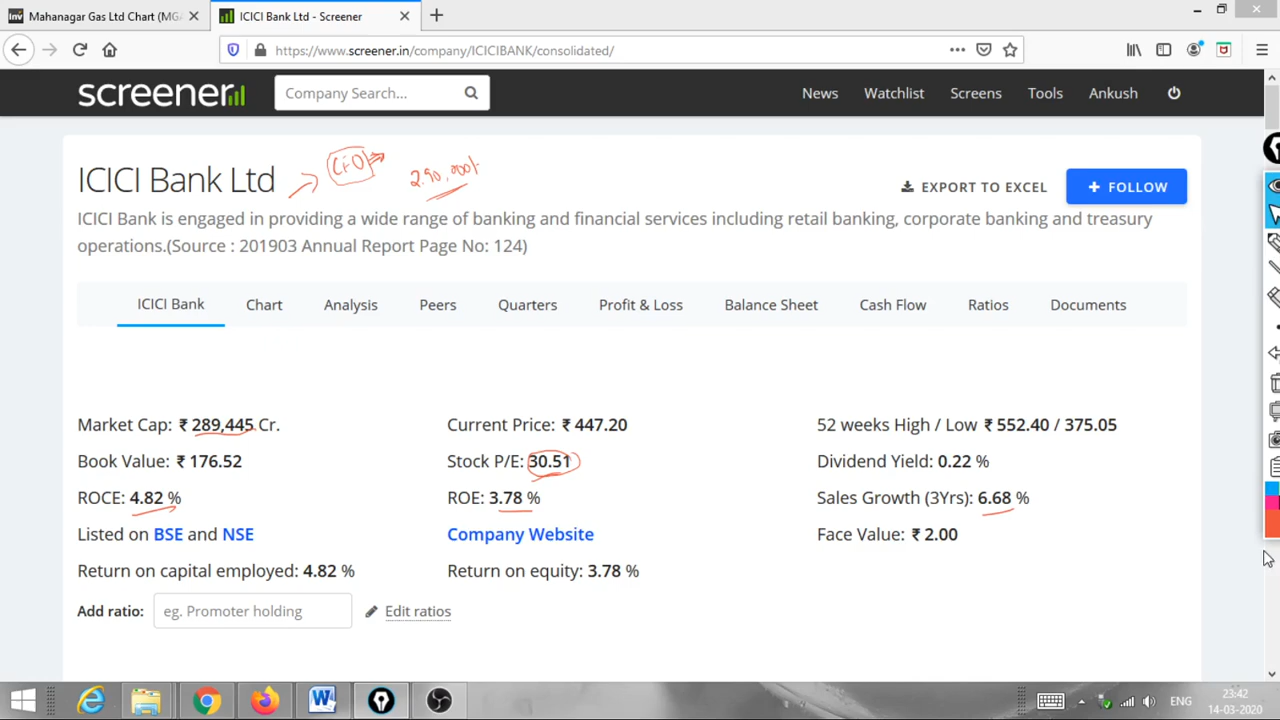 Mahanagar Gas Ltd Chart (MGA
ICICI Bank Ltd - Screener
https://www.screener.in/company/ICICIBANK/consolidated/
screener
Company Search...
News
Watchlist
Screens
Tools
Ankush
ICICI Bank Ltd
EXPORT TO EXCEL
+ FOLLOW
ICICI Bank is engaged in providing a wide range of banking and financial services including retail banking, corporate banking and treasury
operations.(Source : 201903 Annual Report Page No: 124)
ICICI Bank
Chart
Analysis
Peers
Quarters
Profit & Loss
Balance Sheet
Cash Flow
Ratios
Documents
Market Cap: ₹ 289,445 Cr.
Current Price: ₹ 447.20
52 weeks High / Low ₹ 552.40 / 375.05
Book Value: ₹ 176.52
Stock P/E: 30.51
Dividend Yield: 0.22 %
ROCE: 4.82 %
ROE: 3.78 %
Sales Growth (3Yrs): 6.68 %
Listed on BSE and NSE
Company Website
Face Value: ₹ 2.00
Return on capital employed: 4.82 %
Return on equity: 3.78 %
Add ratio:
eg. Promoter holding
Edit ratios
ENG
23:42
14-03-2020